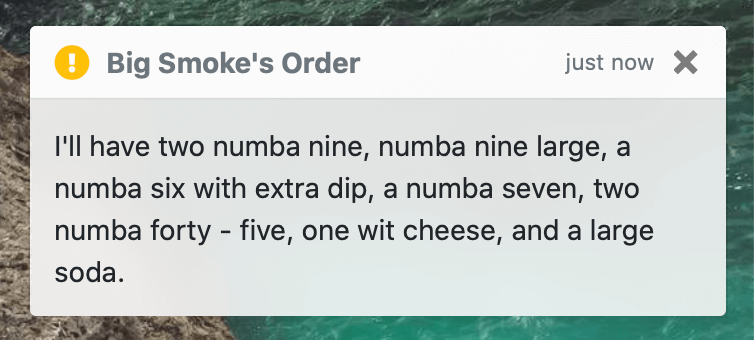 Big Smoke's Order just now
I'll have two numba nine, numba nine large, a
numba six with extra dip, a numba seven, two
numba forty - five, one wit cheese, and a large
soda.